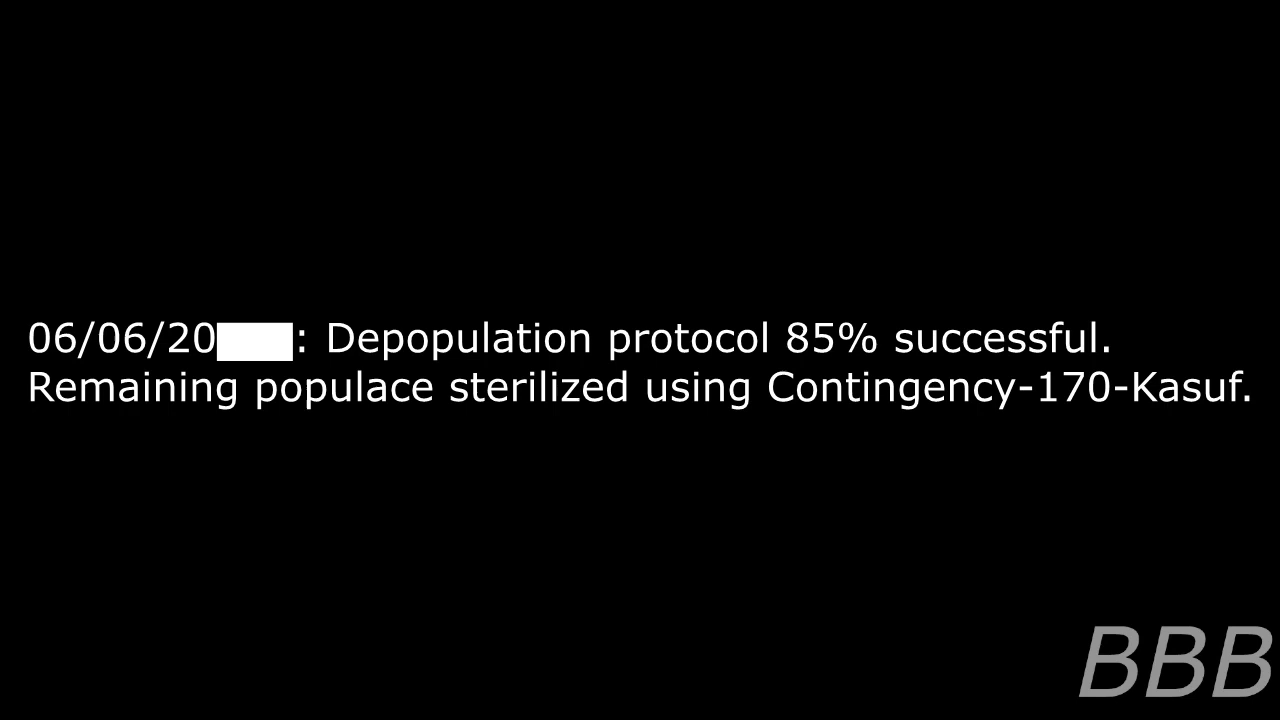 06/06/20 : Depopulation protocol 85% successful.
Remaining populace sterilized using Contingency-170-Kasuf.
BBB